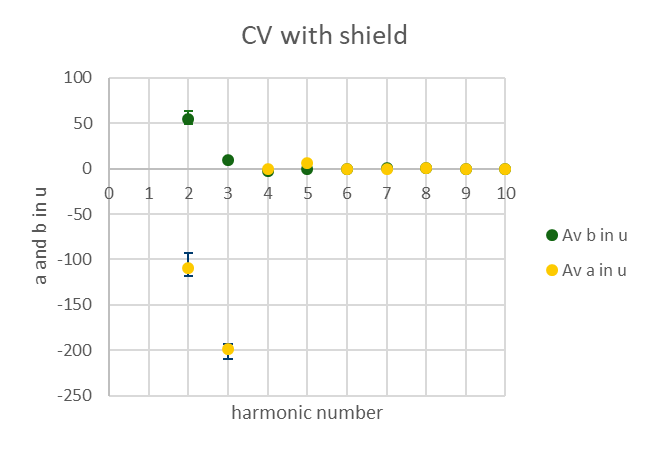 CV with shield
100
50
0
-50
-100
-150
-200
-250
0 1 2 3 4 5 6 7 8 9 10
a and b in u
harmonic number
Av b in u
Av a in u